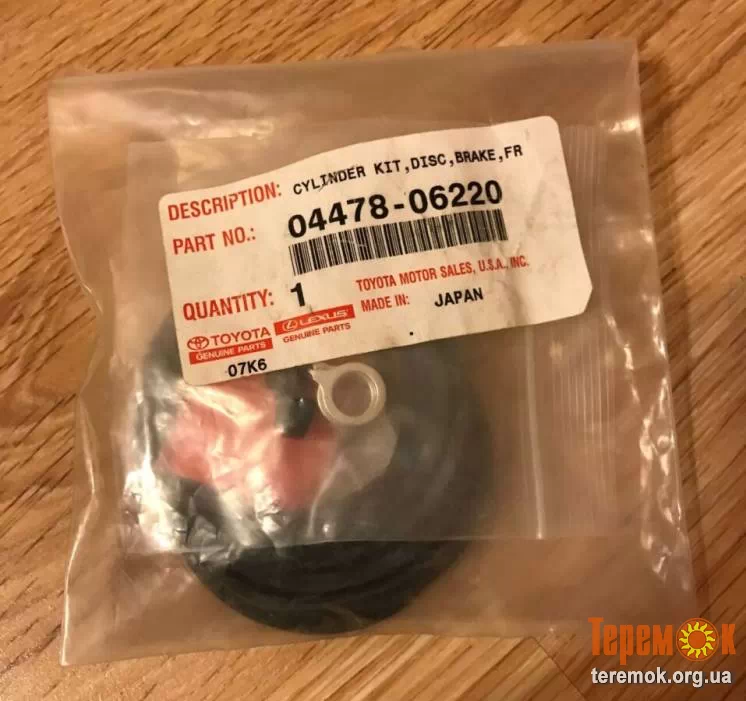 DESCRIPTION: CYLINDER KIT,DISC,BRAKE,FR
PART NO.: 04478-06220
QUANTITY: 1
TOYOTA MOTOR SALES, U.S.A., INC.
MADE IN: JAPAN
TOYOTA
GENUINE PARTS
LEXUS
GENUINE PARTS
07K6
ТеремОк
teremok.org.ua